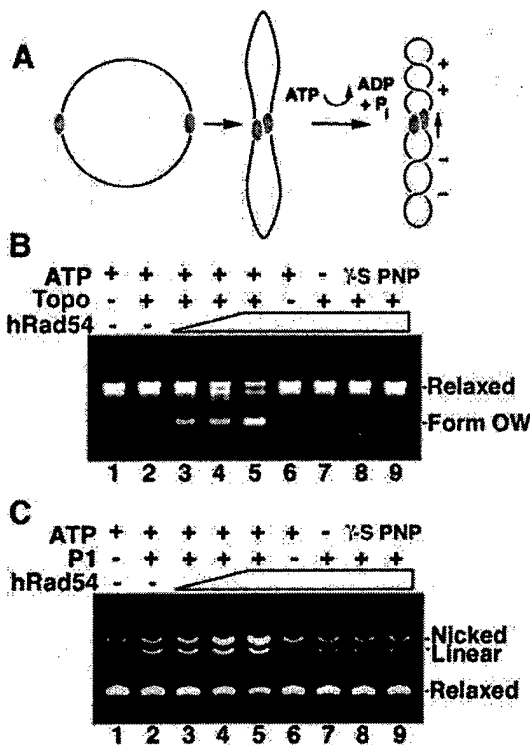 A
ATP ADP
+ Pi
+
+
−
−
B
ATP + + + + + + - γ-S PNP
Topo - + + + + - + + +
hRad54 - -
Relaxed
Form OW
1 2 3 4 5 6 7 8 9
C
ATP + + + + + + - γ-S PNP
P1 - + + + + - + + +
hRad54 - -
Nicked
Linear
Relaxed
1 2 3 4 5 6 7 8 9